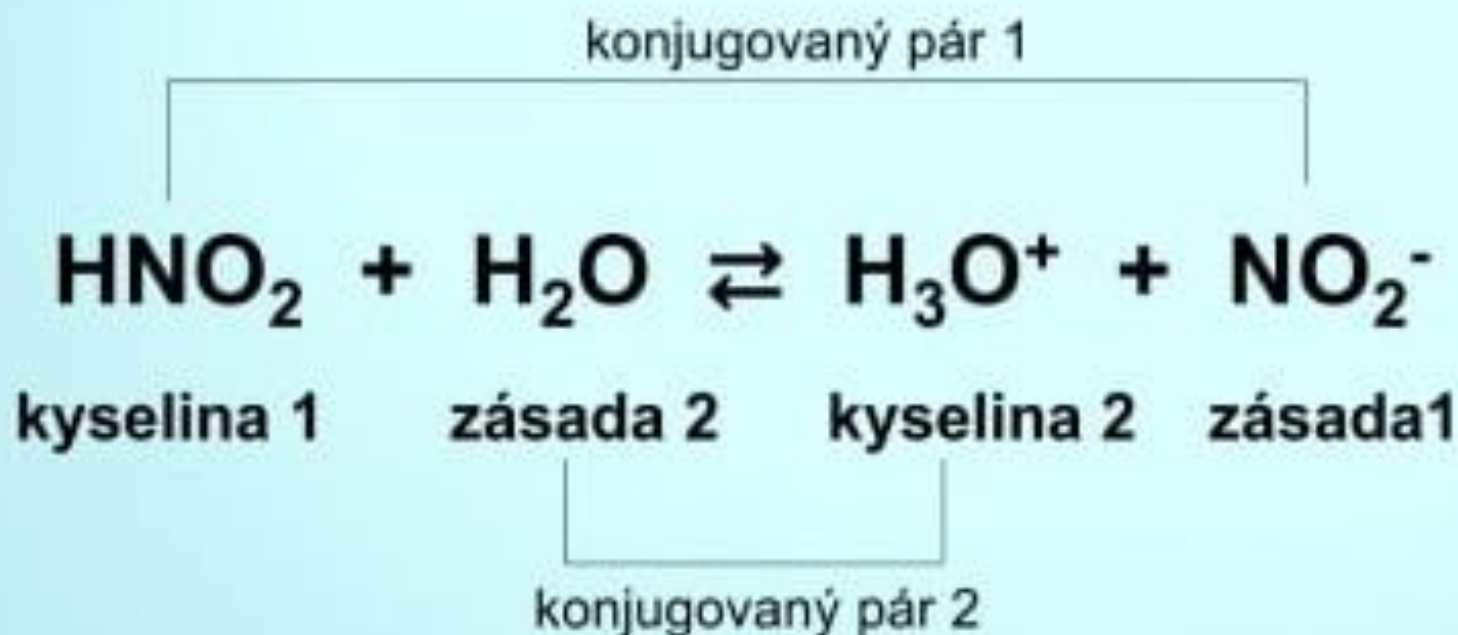 konjugovaný pár 1
HNO₂ + H₂O ⇄ H₃O⁺ + NO₂⁻
kyselina 1 zásada 2 kyselina 2 zásada1
konjugovaný pár 2